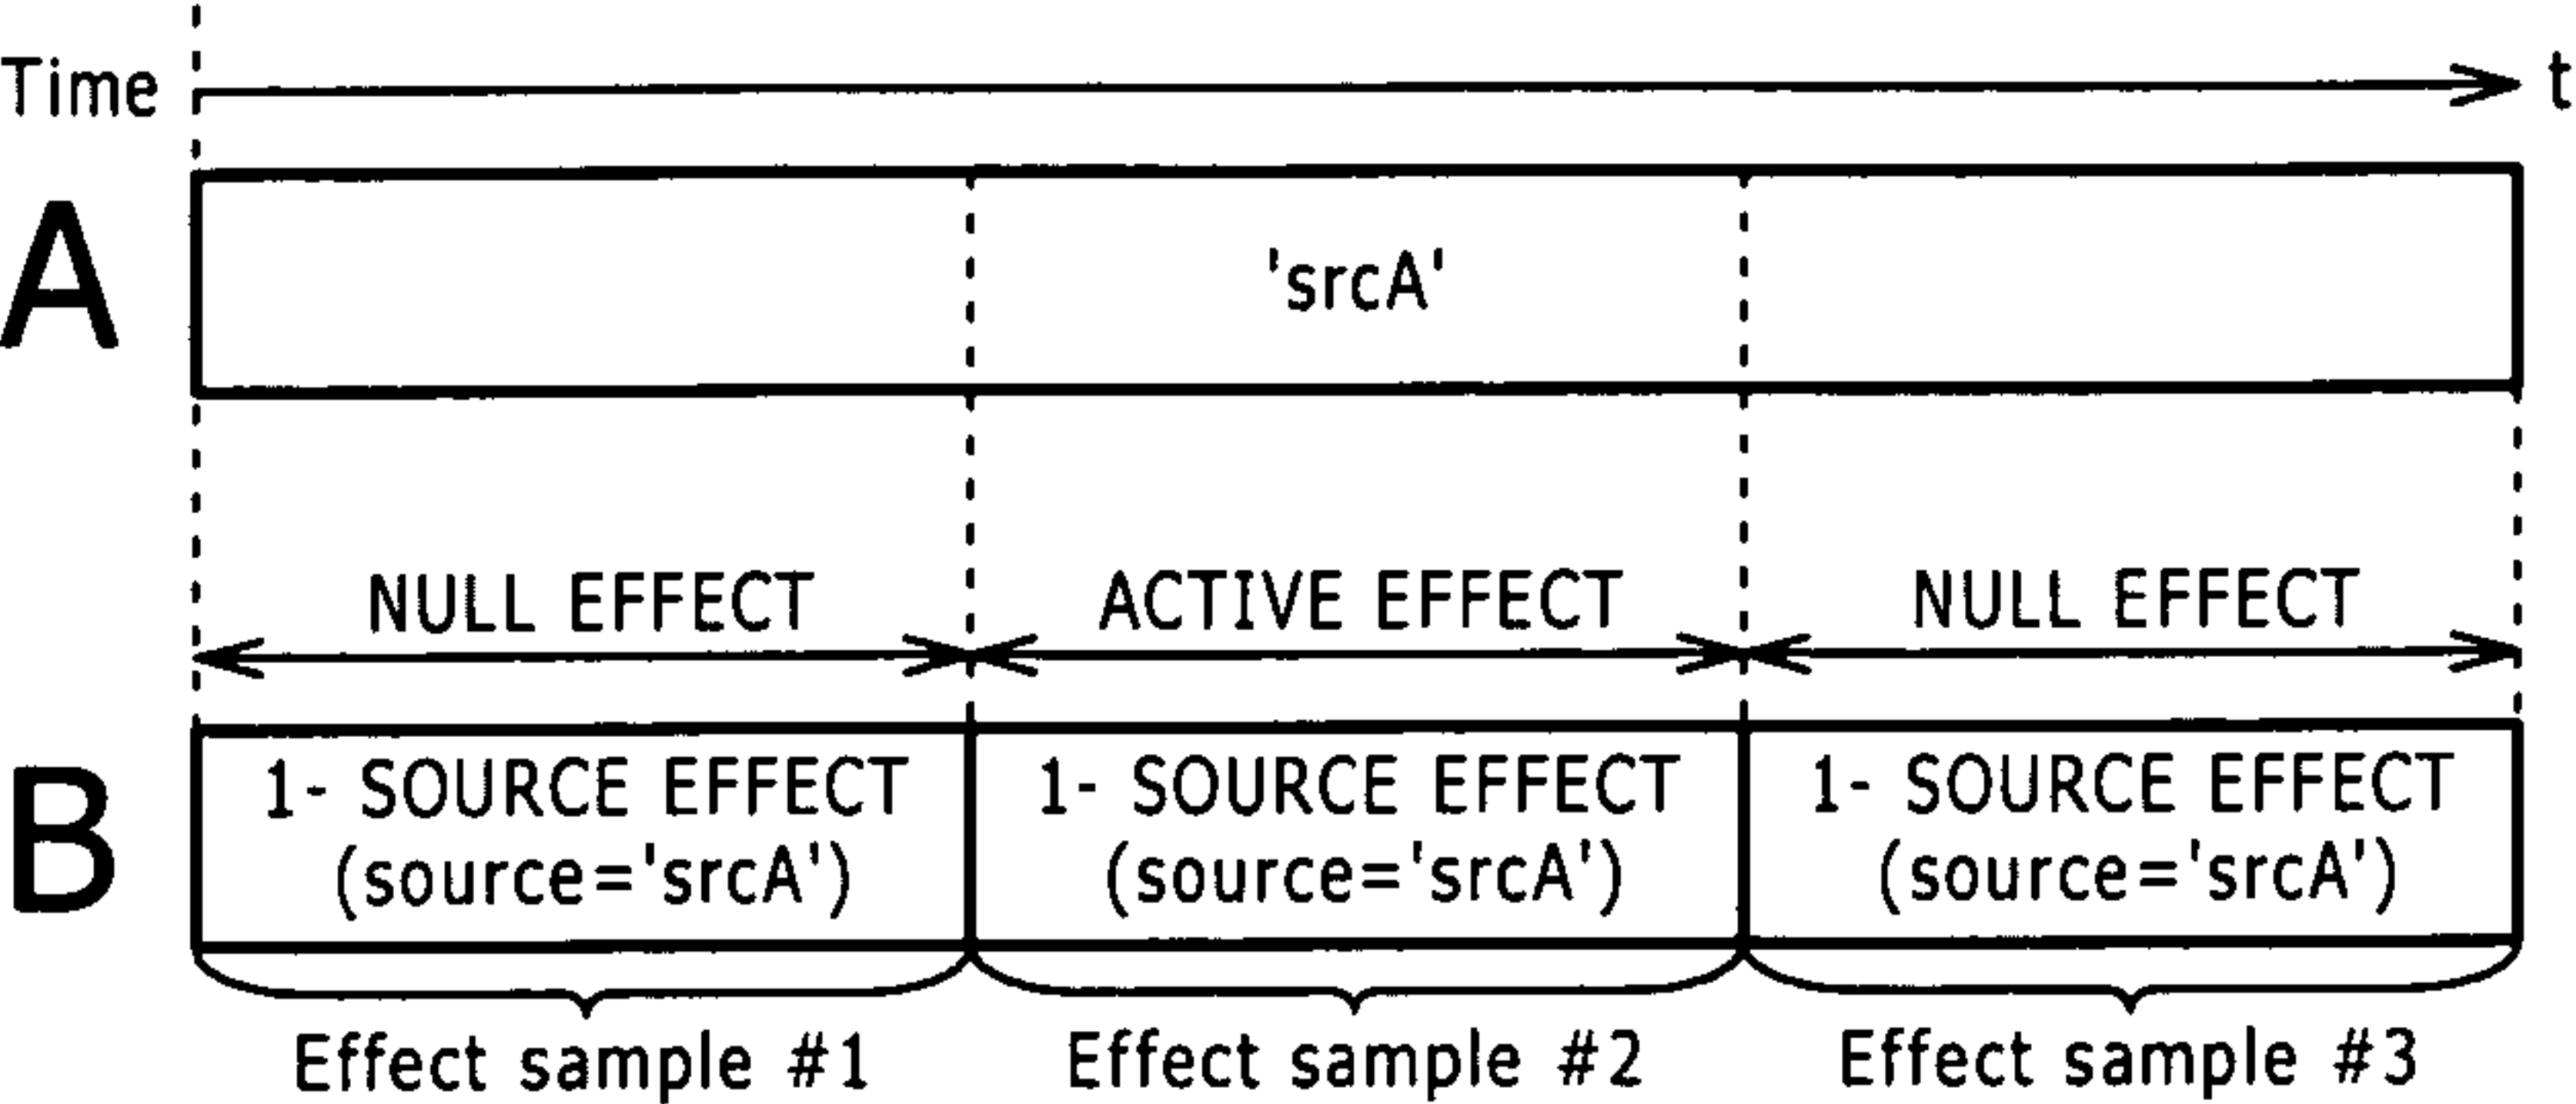 Time t
A
'srcA'
NULL EFFECT ACTIVE EFFECT NULL EFFECT
B
1- SOURCE EFFECT 1- SOURCE EFFECT 1- SOURCE EFFECT
(source='srcA') (source='srcA') (source='srcA')
Effect sample #1 Effect sample #2 Effect sample #3